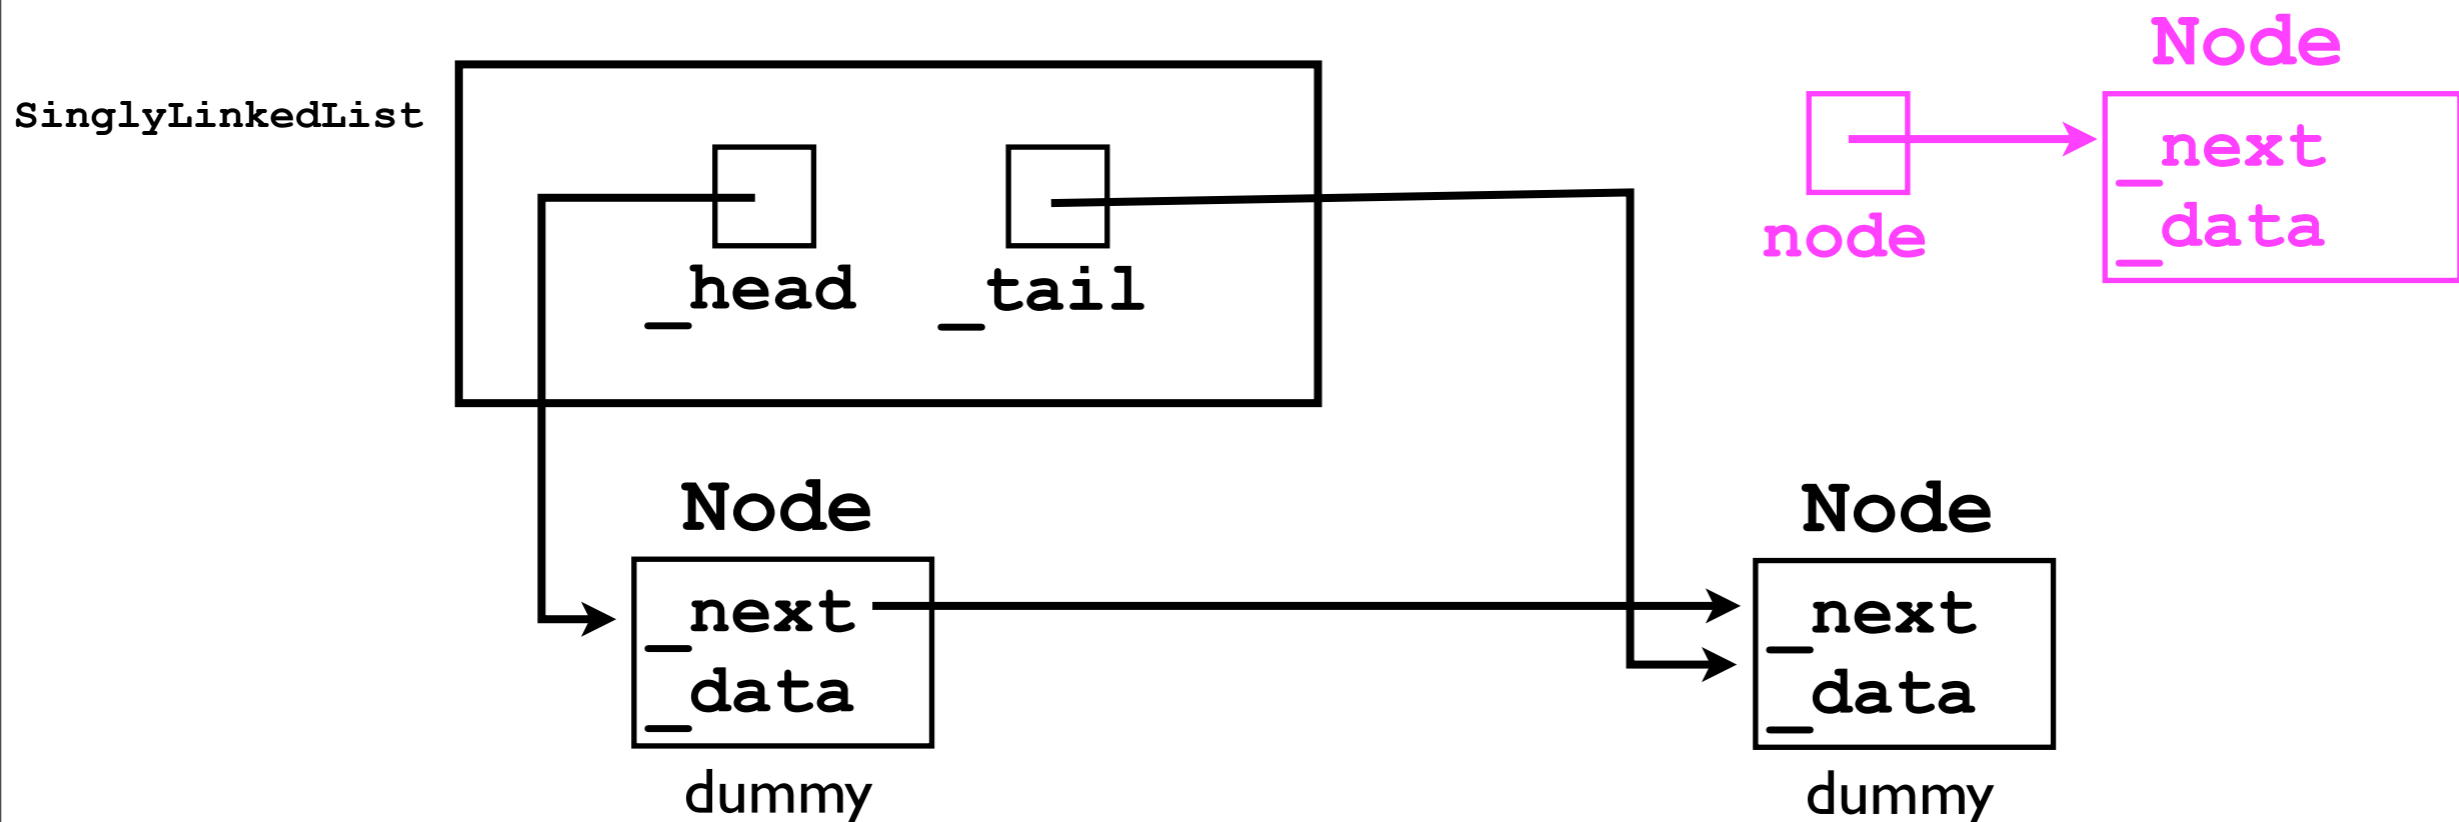 SinglyLinkedList
_head
_tail
node
Node
_next
_data
Node
_next
_data
dummy
Node
_next
_data
dummy